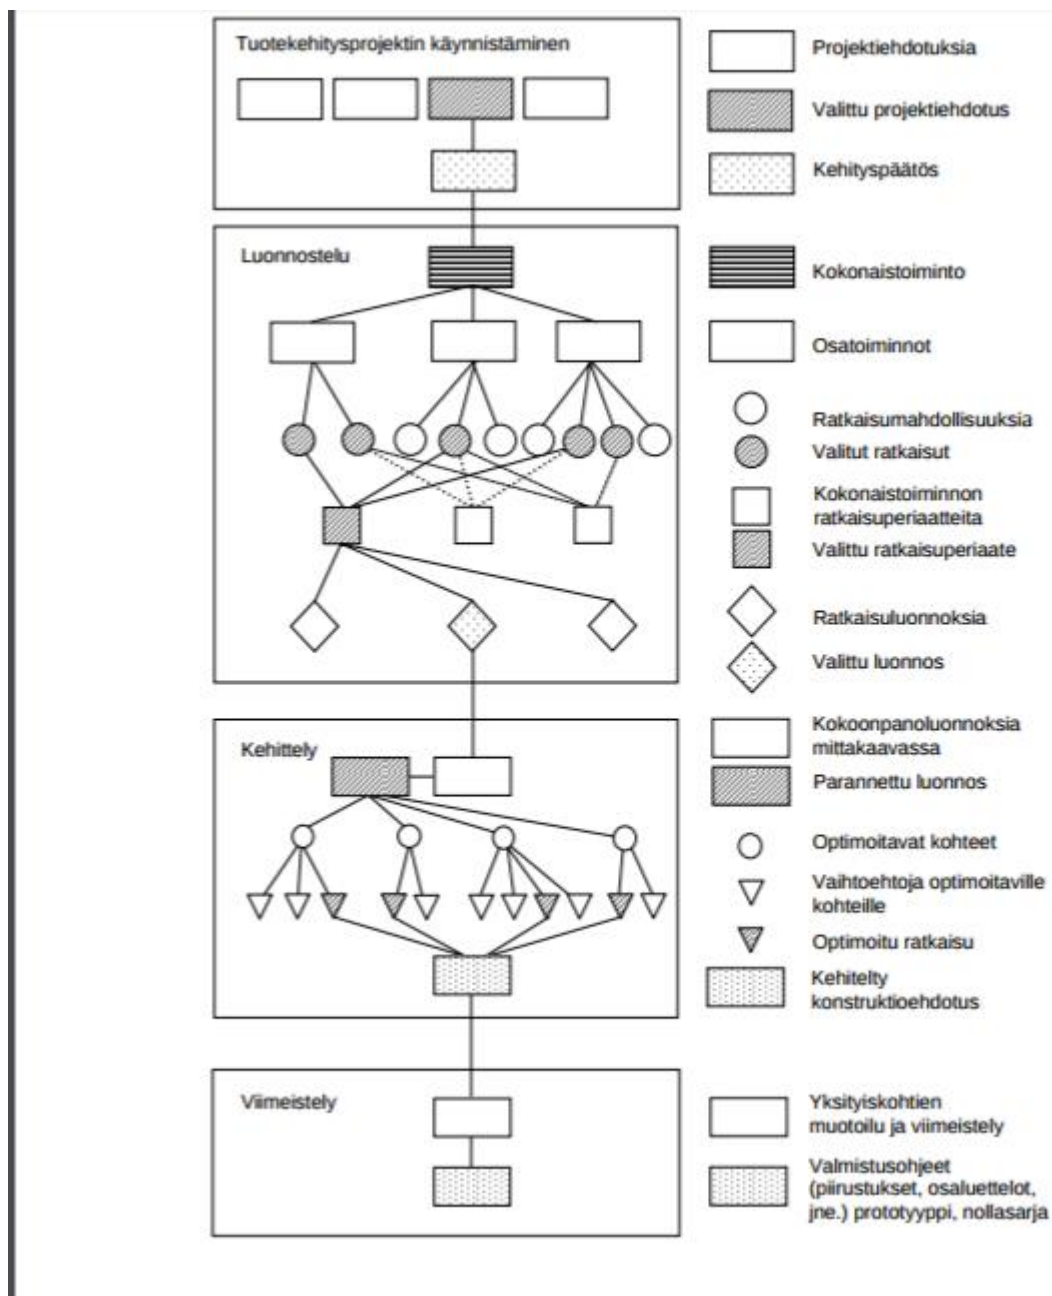 Tuotekehitysprojektin käynnistäminen
Projektiehdotuksia
Valittu projektiehdotus
Kehityspäätös
Luonnostelu
Kokonaistoiminto
Osatoiminnot
Ratkaisumahdollisuuksia
Valitut ratkaisut
Kokonaistoiminnon
ratkaisuperiaatteita
Valittu ratkaisuperiaate
Ratkaisuluonnoksia
Valittu luonnos
Kehittely
Kokoonpanoluonnoksia
mittakaavassa
Parannettu luonnos
Optimoitavat kohteet
Vaihtoehtoja optimoitaville
kohteille
Optimoitu ratkaisu
Kehitelty
konstruktioehdotus
Viimeistely
Yksityiskohtien
muotoilu ja viimeistely
Valmistusohjeet
(piirustukset, osaluettelot,
jne.) prototyyppi, nollasarja